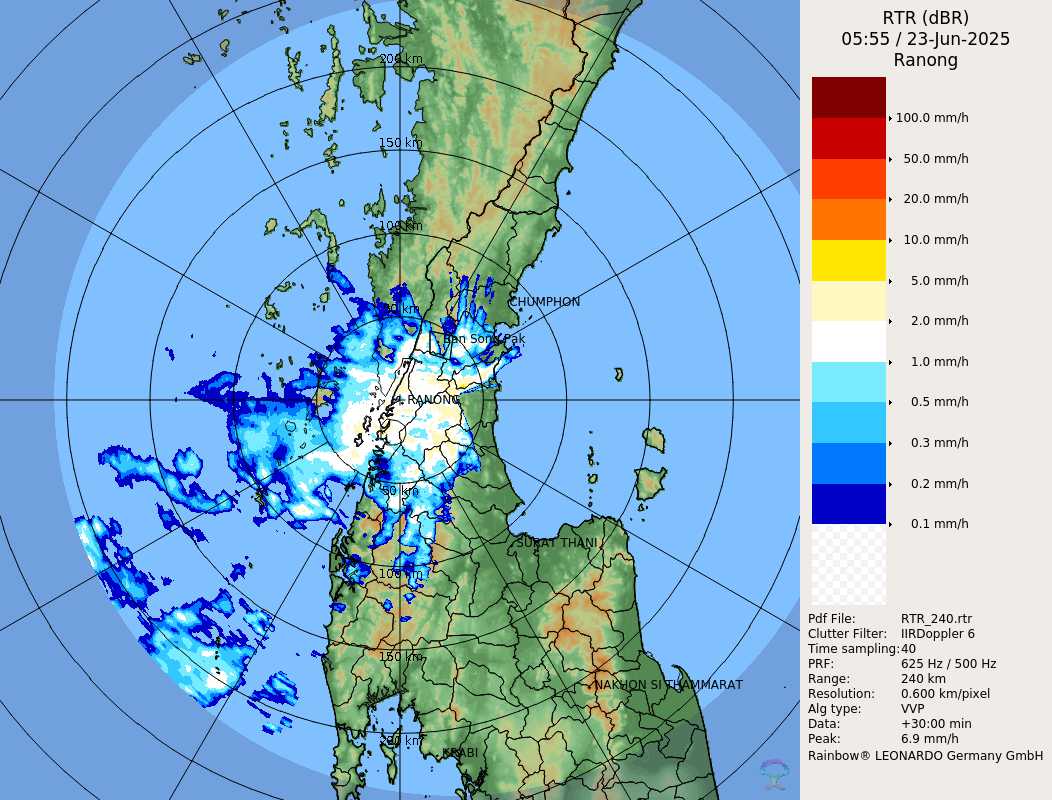 RTR (dBR)
05:55 / 23-Jun-2025
Ranong
100.0 mm/h
50.0 mm/h
20.0 mm/h
10.0 mm/h
5.0 mm/h
2.0 mm/h
1.0 mm/h
0.5 mm/h
0.3 mm/h
0.2 mm/h
0.1 mm/h
Pdf File: RTR_240.rtr
Clutter Filter: IIRDoppler 6
Time sampling:40
PRF: 625 Hz / 500 Hz
Range: 240 km
Resolution: 0.600 km/pixel
Alg type: VVP
Data: +30:00 min
Peak: 6.9 mm/h
Rainbow® LEONARDO Germany GmbH
200 km
150 km
100 km
50 km
CHUMPHON
Ban Song Pak
RANONG
50 km
SURAT THANI
100 km
150 km
NAKHON SI THAMMARAT
200 km
KRABI